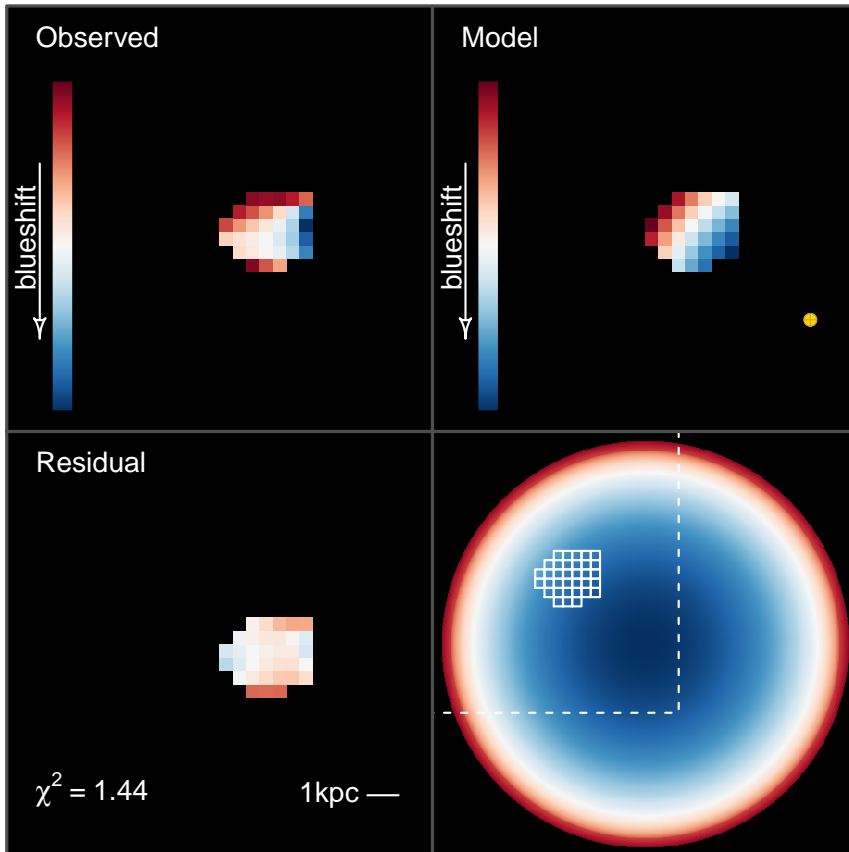 Observed
Model
blueshift
blueshift
Residual
χ² = 1.44
1kpc